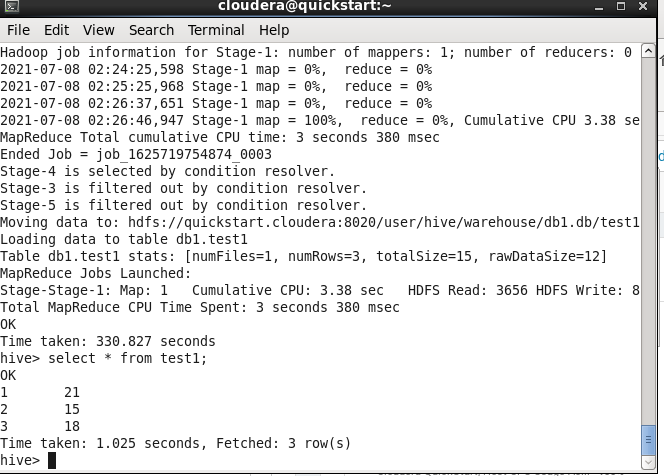 cloudera@quickstart:~
File Edit View Search Terminal Help
Hadoop job information for Stage-1: number of mappers: 1; number of reducers: 0
2021-07-08 02:24:25,598 Stage-1 map = 0%,  reduce = 0%
2021-07-08 02:25:25,968 Stage-1 map = 0%,  reduce = 0%
2021-07-08 02:26:37,651 Stage-1 map = 0%,  reduce = 0%
2021-07-08 02:26:46,947 Stage-1 map = 100%,  reduce = 0%, Cumulative CPU 3.38 se
MapReduce Total cumulative CPU time: 3 seconds 380 msec
Ended Job = job_1625719754874_0003
Stage-4 is selected by condition resolver.
Stage-3 is filtered out by condition resolver.
Stage-5 is filtered out by condition resolver.
Moving data to: hdfs://quickstart.cloudera:8020/user/hive/warehouse/db1.db/test1
Loading data to table db1.test1
Table db1.test1 stats: [numFiles=1, numRows=3, totalSize=15, rawDataSize=12]
MapReduce Jobs Launched:
Stage-Stage-1: Map: 1   Cumulative CPU: 3.38 sec   HDFS Read: 3656 HDFS Write: 8
Total MapReduce CPU Time Spent: 3 seconds 380 msec
OK
Time taken: 330.827 seconds
hive> select * from test1;
OK
1       21
2       15
3       18
Time taken: 1.025 seconds, Fetched: 3 row(s)
hive>